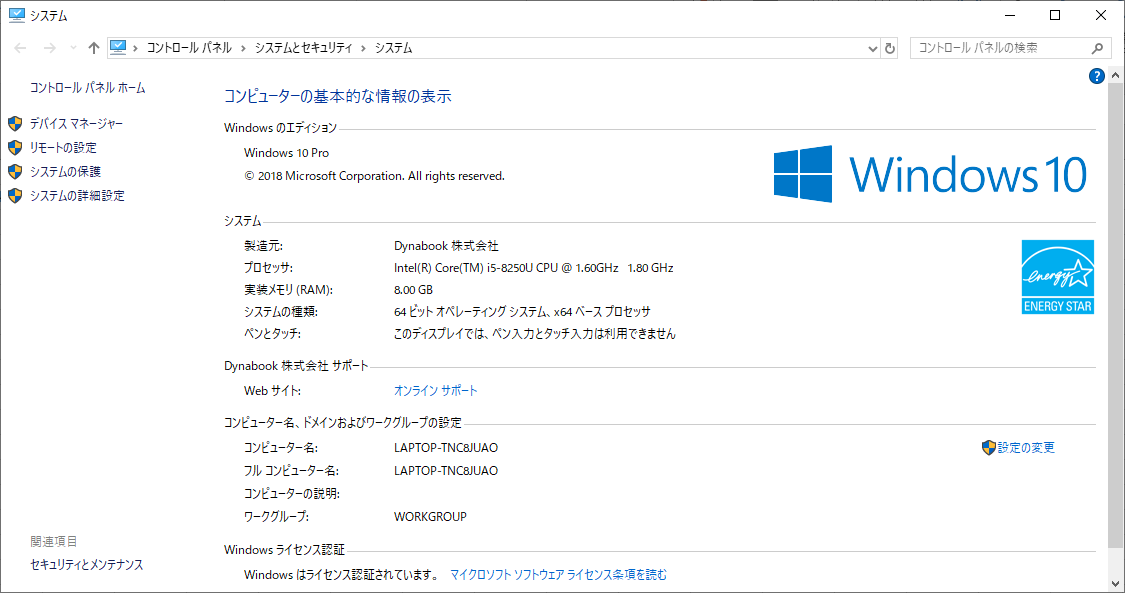 システム
コントロール パネル › システムとセキュリティ › システム
コントロール パネルの検索
コントロール パネル ホーム
デバイス マネージャー
リモートの設定
システムの保護
システムの詳細設定
関連項目
セキュリティとメンテナンス
コンピューターの基本的な情報の表示
Windows のエディション
Windows 10 Pro
© 2018 Microsoft Corporation. All rights reserved.
Windows 10
システム
製造元: Dynabook 株式会社
プロセッサ: Intel(R) Core(TM) i5-8250U CPU @ 1.60GHz 1.80 GHz
実装メモリ (RAM): 8.00 GB
システムの種類: 64 ビット オペレーティング システム、x64 ベース プロセッサ
ペンとタッチ: このディスプレイでは、ペン入力とタッチ入力は利用できません
energy
ENERGY STAR
Dynabook 株式会社 サポート
Web サイト: オンライン サポート
コンピューター名、ドメインおよびワークグループの設定
コンピューター名: LAPTOP-TNC8JUAO
設定の変更
フル コンピューター名: LAPTOP-TNC8JUAO
コンピューターの説明:
ワークグループ: WORKGROUP
Windows ライセンス認証
Windows はライセンス認証されています。 マイクロソフト ソフトウェア ライセンス条項を読む